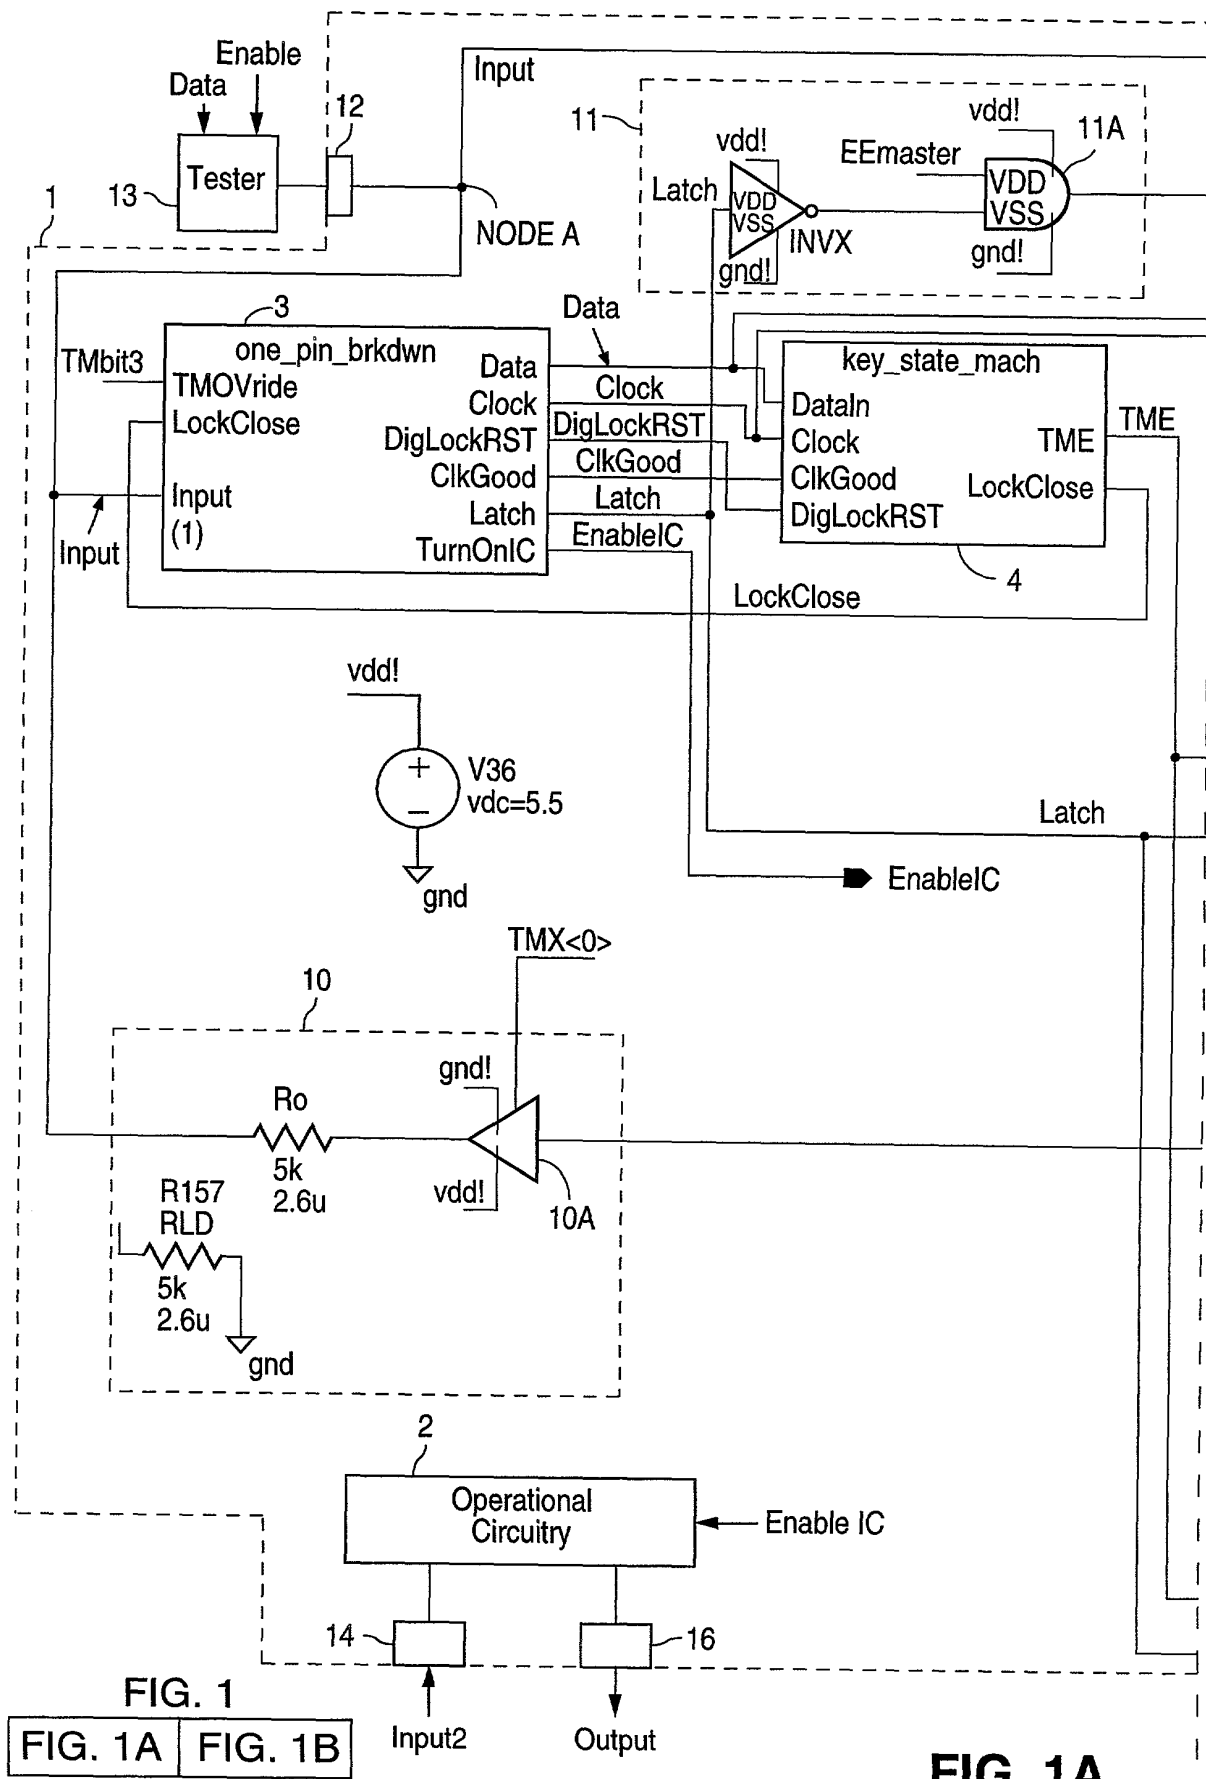 Enable
Data
Input
12
11
vdd!
11A
vdd!
EEmaster
Tester
VDD
1
13
Latch
VDD
VSS
VSS
NODE A
INVX
gnd!
gnd!
3
Data
one_pin_brkdwn
key_state_mach
TMbit3
Data
Clock
TMOVride
DataIn
Clock
TME
LockClose
DigLockRST
Clock
TME
DigLockRST
ClkGood
ClkGood
LockClose
Input
Latch
ClkGood
Latch
DigLockRST
(1)
EnableIC
TurnOnIC
Input
4
LockClose
vdd!
V36
vdc=5.5
Latch
EnableIC
gnd
TMX<0>
10
gnd!
Ro
5k
2.6u
vdd!
10A
R157
RLD
5k
2.6u
gnd
2
Operational
Circuitry
Enable IC
14
16
FIG. 1
FIG. 1A FIG. 1B
Input2
Output
FIG. 1A